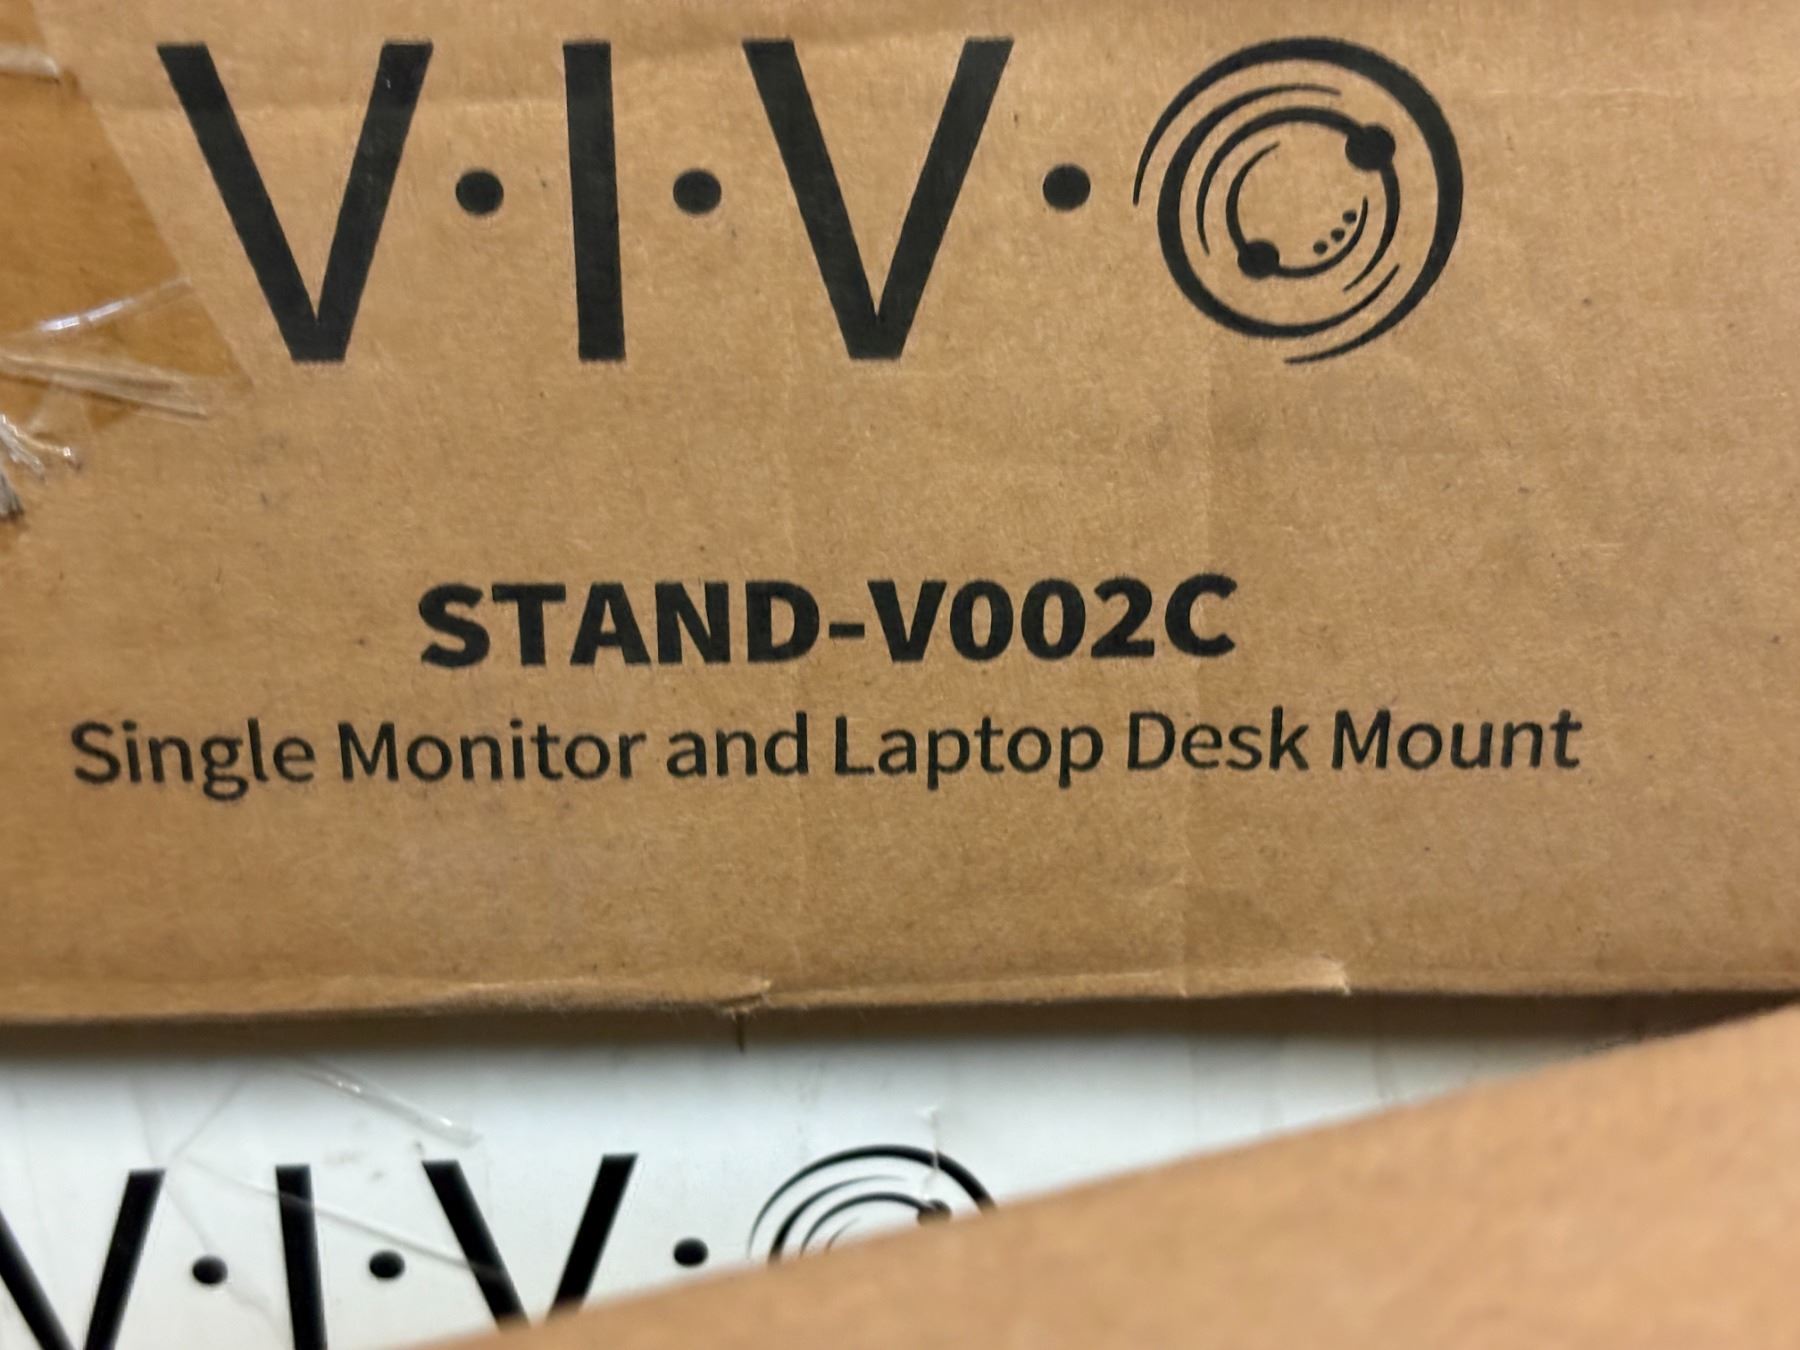 V·I·V·O
STAND-V002C
Single Monitor and Laptop Desk Mount
V·I·V·O